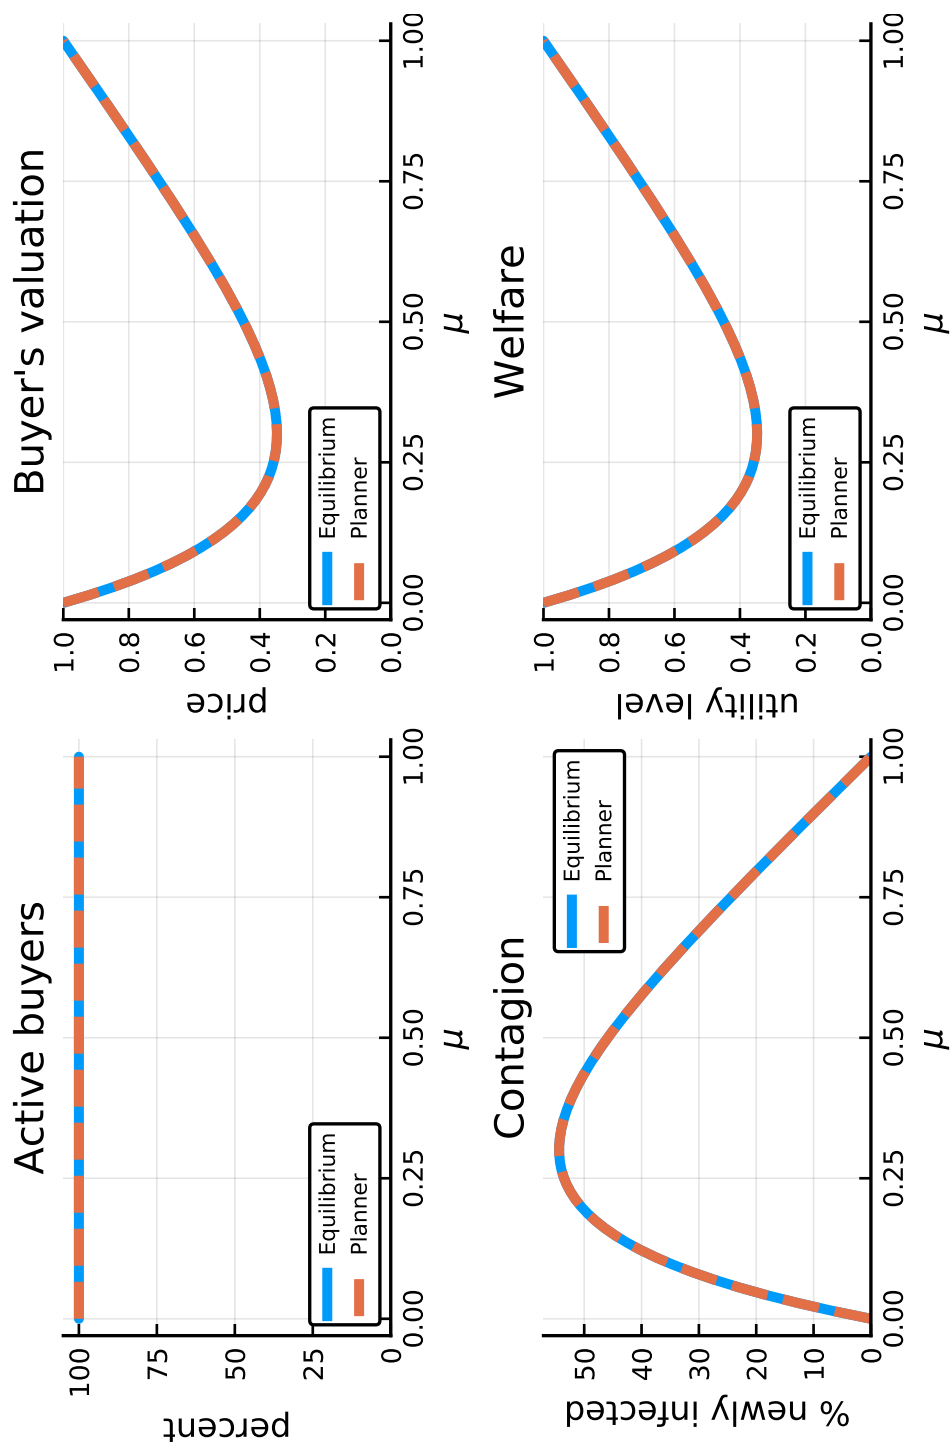 Active buyers
percent
100
75
50
25
0
0.00 0.25 0.50 0.75 1.00
μ
Equilibrium
Planner
Buyer's valuation
price
1.0
0.8
0.6
0.4
0.2
0.0
0.00 0.25 0.50 0.75 1.00
μ
Equilibrium
Planner
Contagion
% newly infected
50
40
30
20
10
0
0.00 0.25 0.50 0.75 1.00
μ
Equilibrium
Planner
Welfare
utility level
1.0
0.8
0.6
0.4
0.2
0.0
0.00 0.25 0.50 0.75 1.00
μ
Equilibrium
Planner